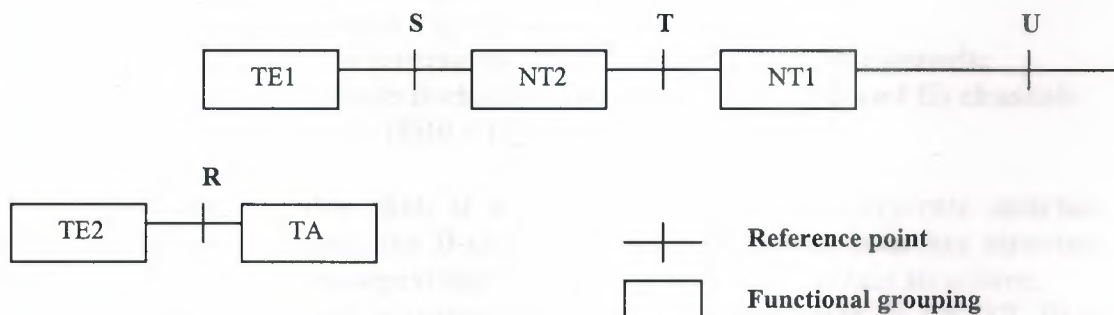 S T U
TE1 NT2 NT1
R
TE2 TA
Reference point
Functional grouping